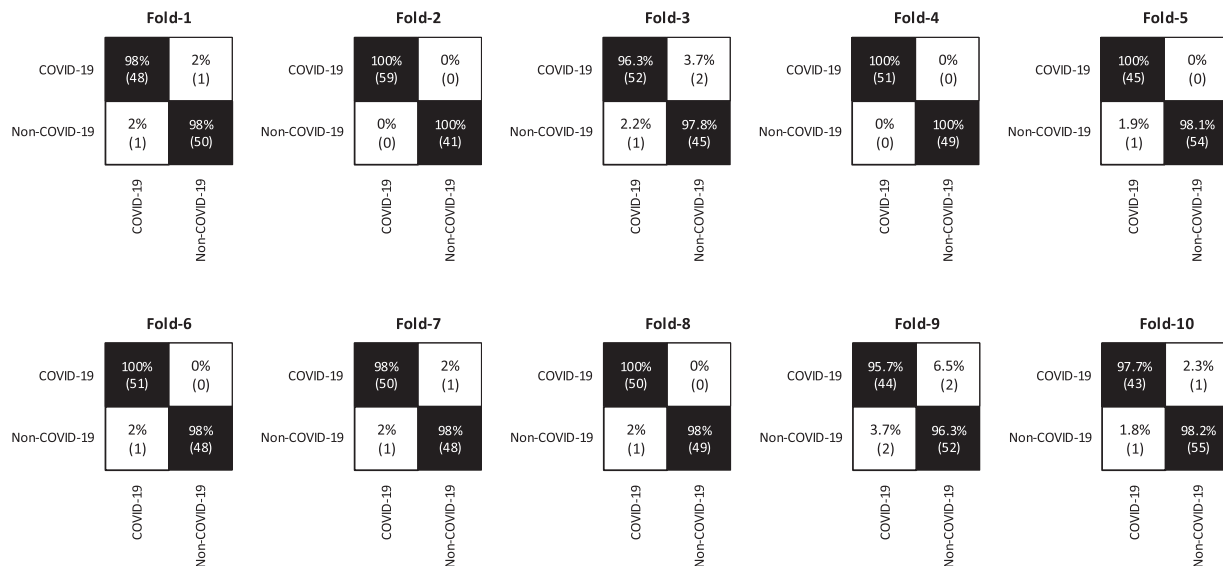 Fold-1 Fold-2 Fold-3 Fold-4 Fold-5
COVID-19 98% 2% COVID-19 100% 0% COVID-19 96.3% 3.7% COVID-19 100% 0% COVID-19 100% 0%
(48) (1) (59) (0) (52) (2) (51) (0) (45) (0)
Non-COVID-19 2% 98% Non-COVID-19 0% 100% Non-COVID-19 2.2% 97.8% Non-COVID-19 0% 100% Non-COVID-19 1.9% 98.1%
(1) (50) (0) (41) (1) (45) (0) (49) (1) (54)
COVID-19 Non-COVID-19 COVID-19 Non-COVID-19 COVID-19 Non-COVID-19 COVID-19 Non-COVID-19 COVID-19 Non-COVID-19
Fold-6 Fold-7 Fold-8 Fold-9 Fold-10
COVID-19 100% 0% COVID-19 98% 2% COVID-19 100% 0% COVID-19 95.7% 6.5% COVID-19 97.7% 2.3%
(51) (0) (50) (1) (50) (0) (44) (2) (43) (1)
Non-COVID-19 2% 98% Non-COVID-19 2% 98% Non-COVID-19 2% 98% Non-COVID-19 3.7% 96.3% Non-COVID-19 1.8% 98.2%
(1) (48) (1) (48) (1) (49) (2) (52) (1) (55)
COVID-19 Non-COVID-19 COVID-19 Non-COVID-19 COVID-19 Non-COVID-19 COVID-19 Non-COVID-19 COVID-19 Non-COVID-19